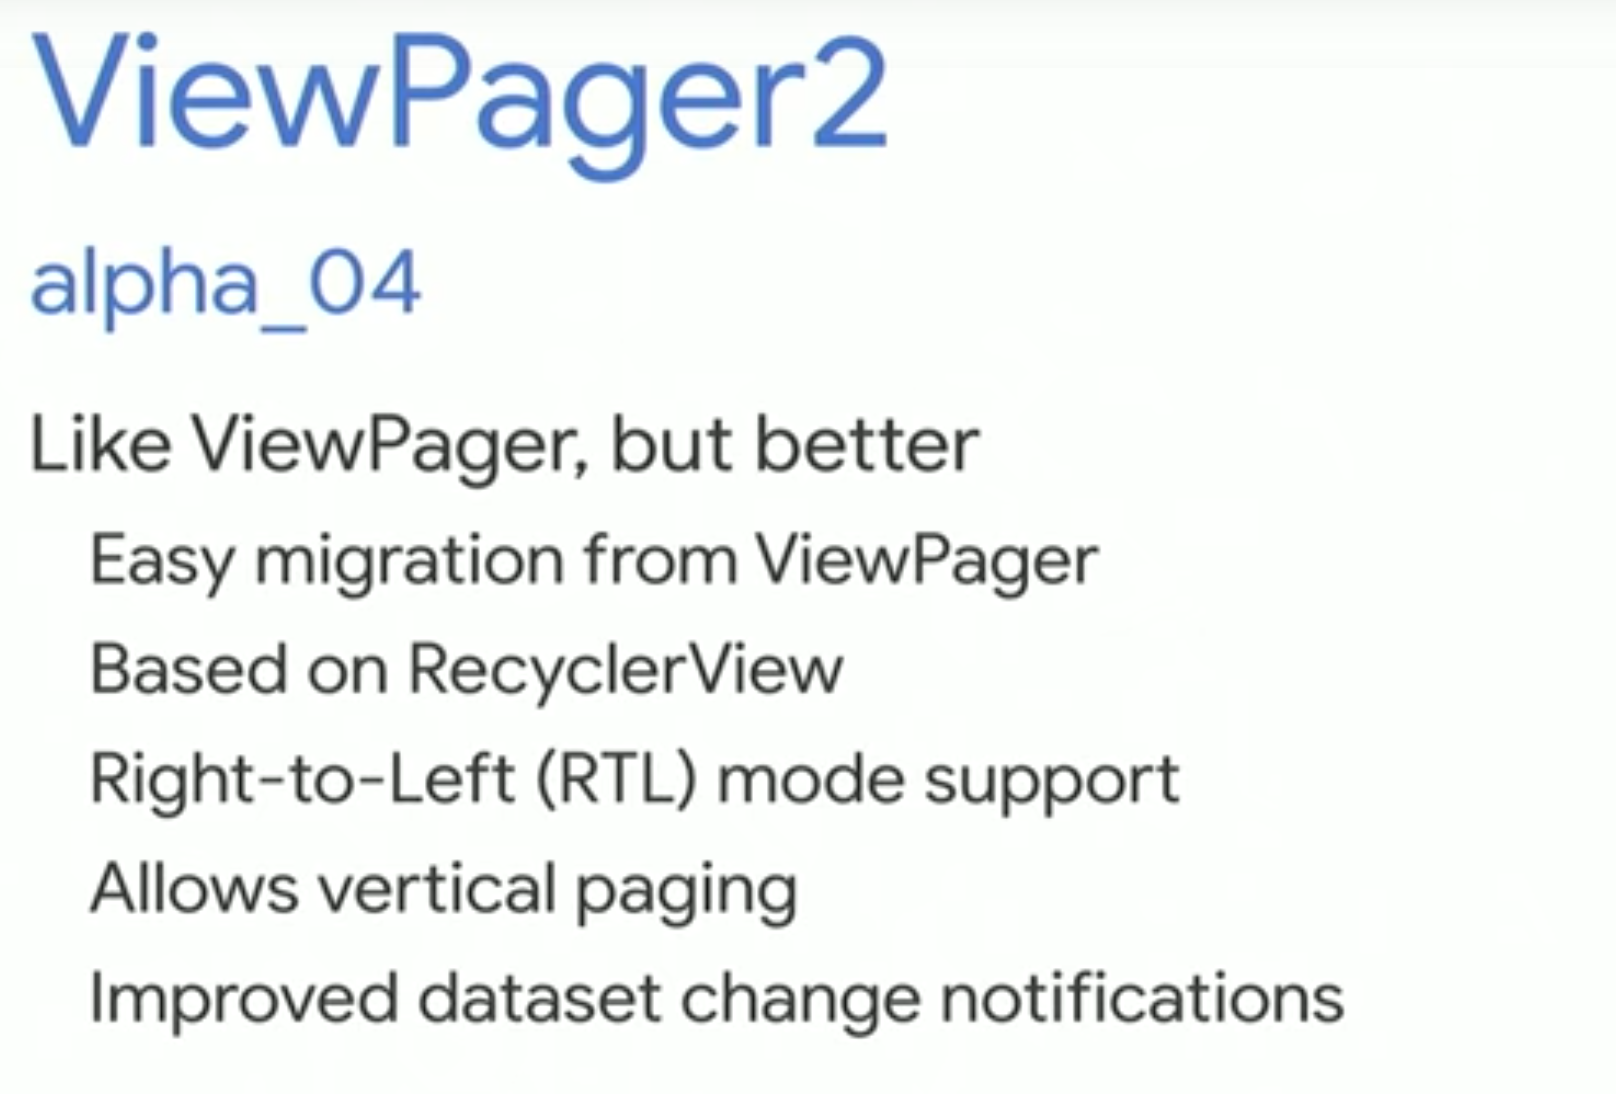 ViewPager2
alpha_04
Like ViewPager, but better
Easy migration from ViewPager
Based on RecyclerView
Right-to-Left (RTL) mode support
Allows vertical paging
Improved dataset change notifications